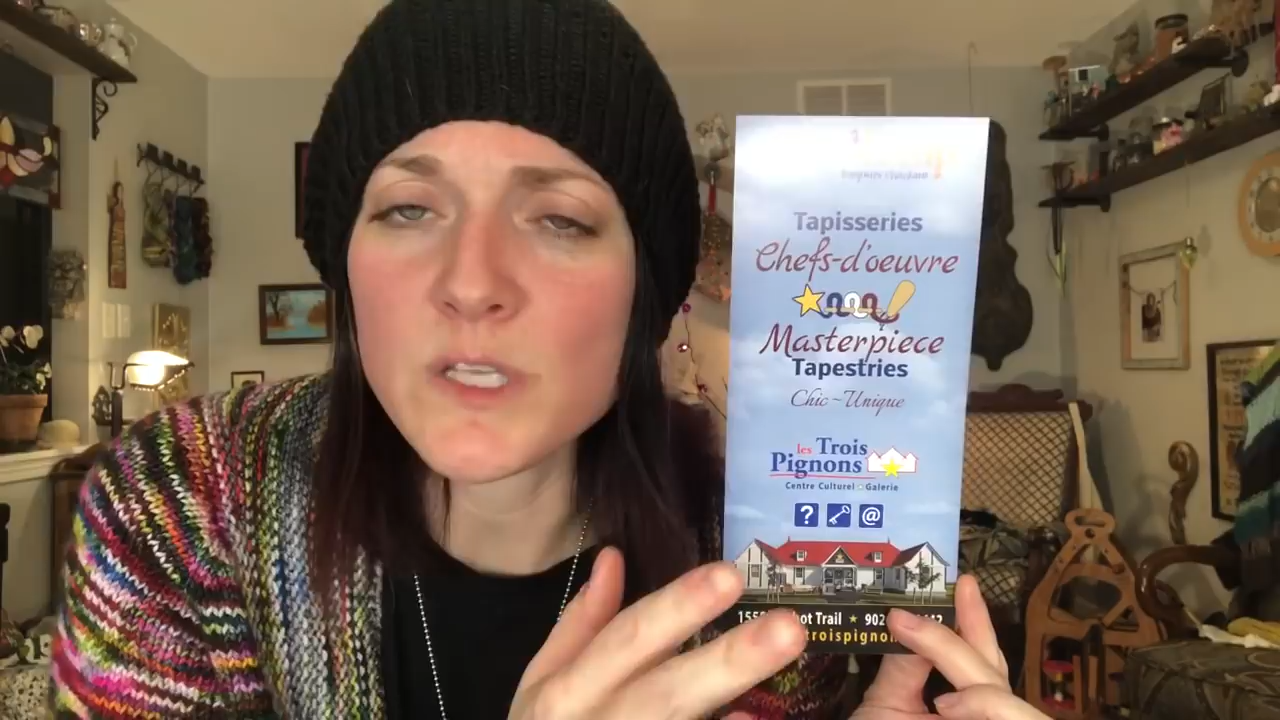 Tapisseries
Chefs-d'oeuvre
Masterpiece
Tapestries
Chic ~ Unique
les Trois
Pignons
Centre Culturel Galerie
? @
Trail ★